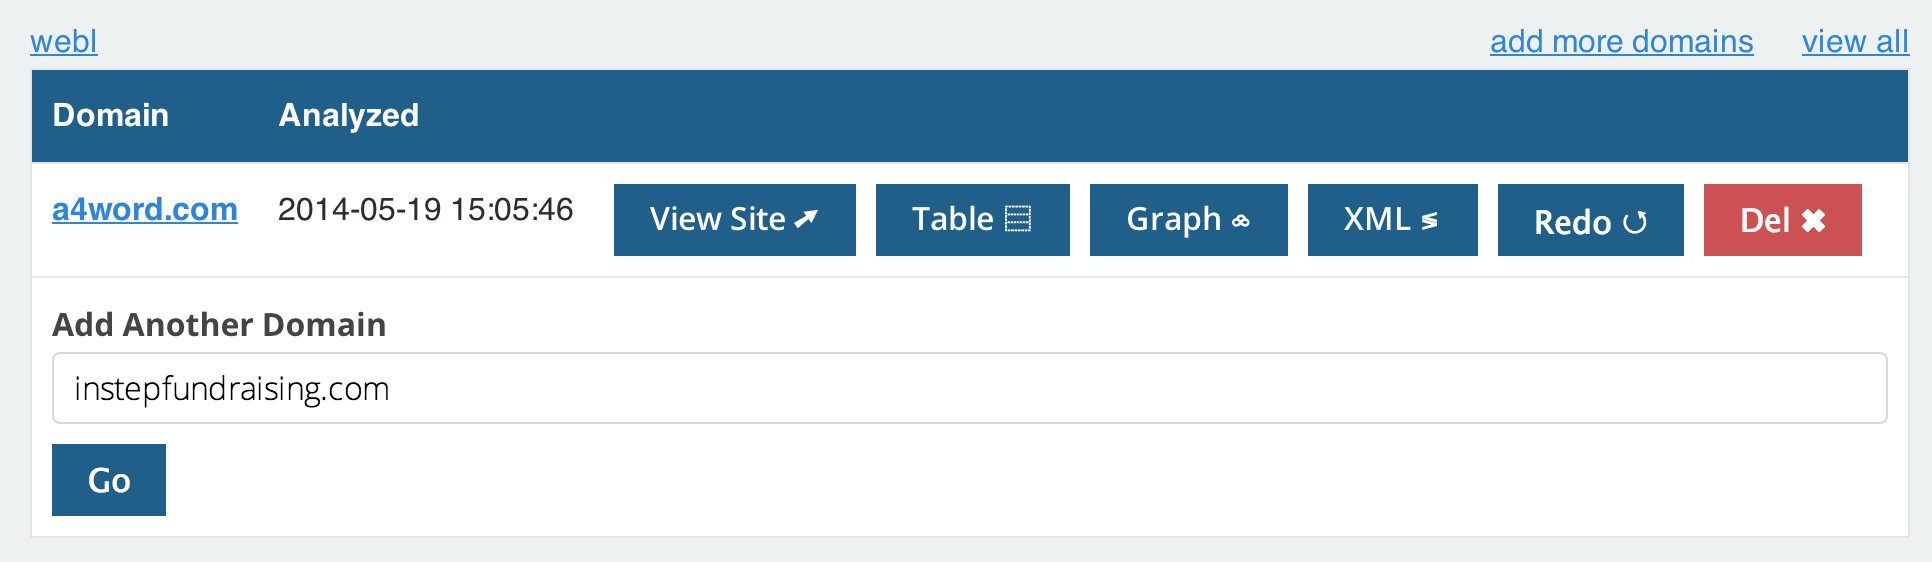 webl add more domains view all
Domain Analyzed
a4word.com 2014-05-19 15:05:46 View Site Table Graph XML Redo Del
Add Another Domain
instepfundraising.com
Go